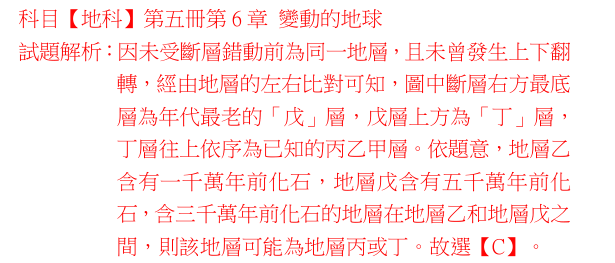 科目【地科】第五冊第 6 章 變動的地球
試題解析：因未受斷層錯動前為同一地層，且未曾發生上下翻
轉，經由地層的左右比對可知，圖中斷層右方最底
層為年代最老的「戊」層，戊層上方為「丁」層，
丁層往上依序為已知的丙乙甲層。依題意，地層乙
含有一千萬年前化石，地層戊含有五千萬年前化
石，含三千萬年前化石的地層在地層乙和地層戊之
間，則該地層可能為地層丙或丁。故選【C】。